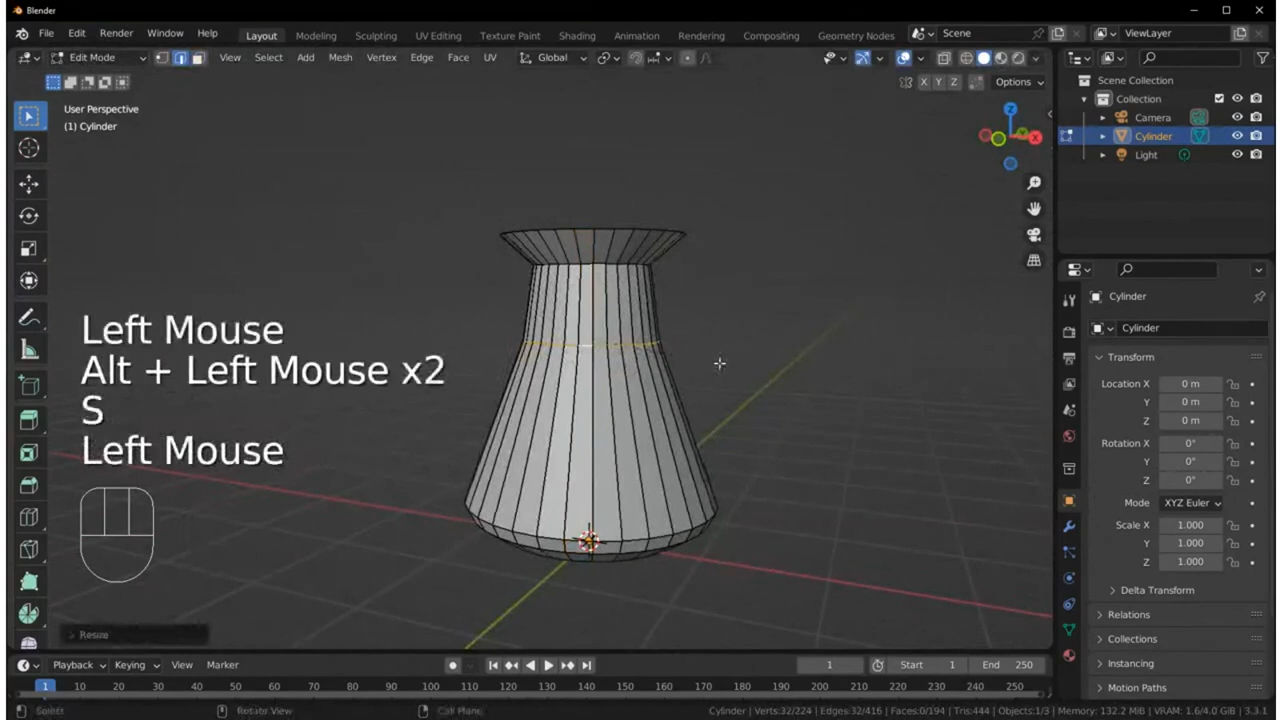 Blender
File Edit Render Window Help Layout Modeling Sculpting UV Editing Texture Paint Shading Animation Rendering Compositing Geometry Nodes Scene ViewLayer
Edit Mode View Select Add Mesh Vertex Edge Face UV Global
X Y Z Options
User Perspective
(1) Cylinder
Z
X
Left Mouse
Alt + Left Mouse x2
S
Left Mouse
Resize
Scene Collection
Collection
Camera
Cylinder
Light
Cylinder
Cylinder
Transform
Location X 0 m
Y 0 m
Z 0 m
Rotation X 0°
Y 0°
Z 0°
Mode XYZ Euler
Scale X 1.000
Y 1.000
Z 1.000
Delta Transform
Relations
Collections
Instancing
Motion Paths
Playback Keying View Marker 1 Start 1 End 250
1 10 20 30 40 50 60 70 80 90 100 110 120 130 140 150 160 170 180 190 200 210 220 230 240 250
Select Rotate View Call Menu Cylinder | Verts:32/224 | Edges:32/416 | Faces:0/194 | Tris:444 | Objects:1/3 | Memory: 132.2 MiB | VRAM: 1.6/4.0 GiB | 3.3.1